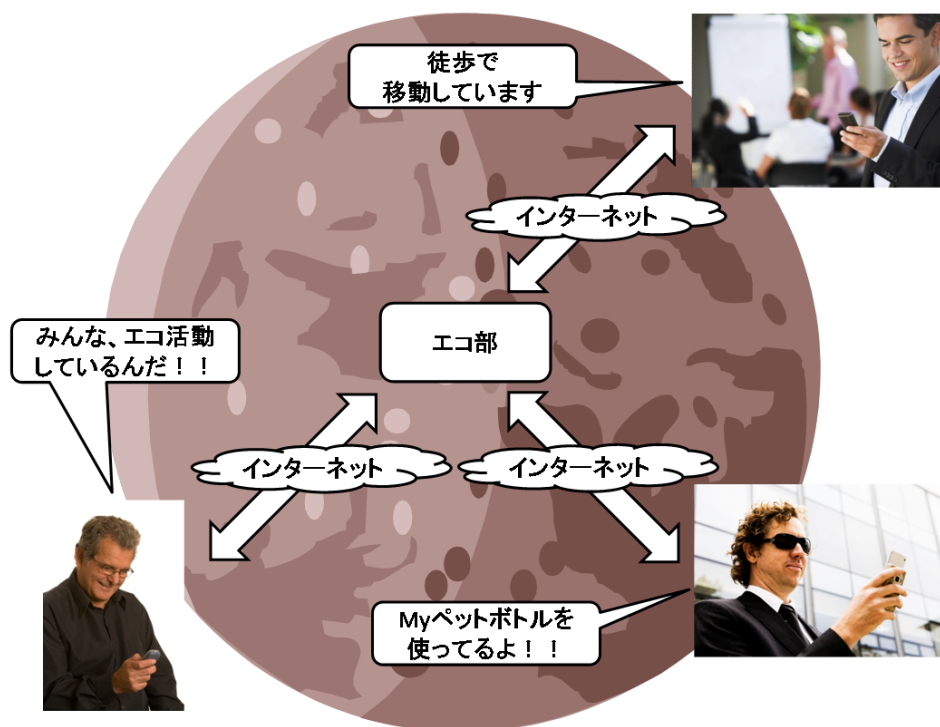 徒歩で
移動しています
インターネット
エコ部
みんな、エコ活動
しているんだ！！
インターネット
インターネット
Myペットボトルを
使ってるよ！！